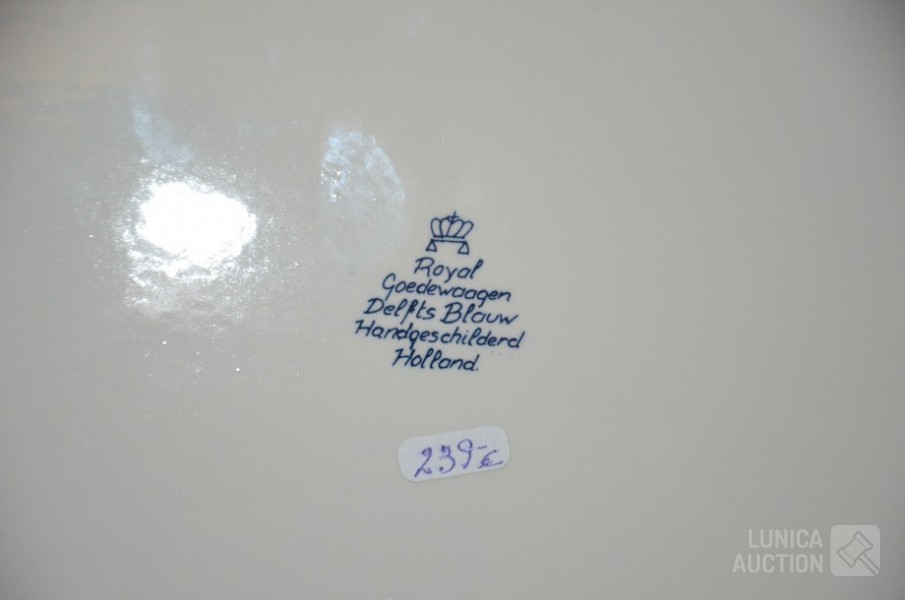 Royal
Goedewaagen
Delfts Blauw
Handgeschilderd
Holland.
239-€
LUNICA
AUCTION